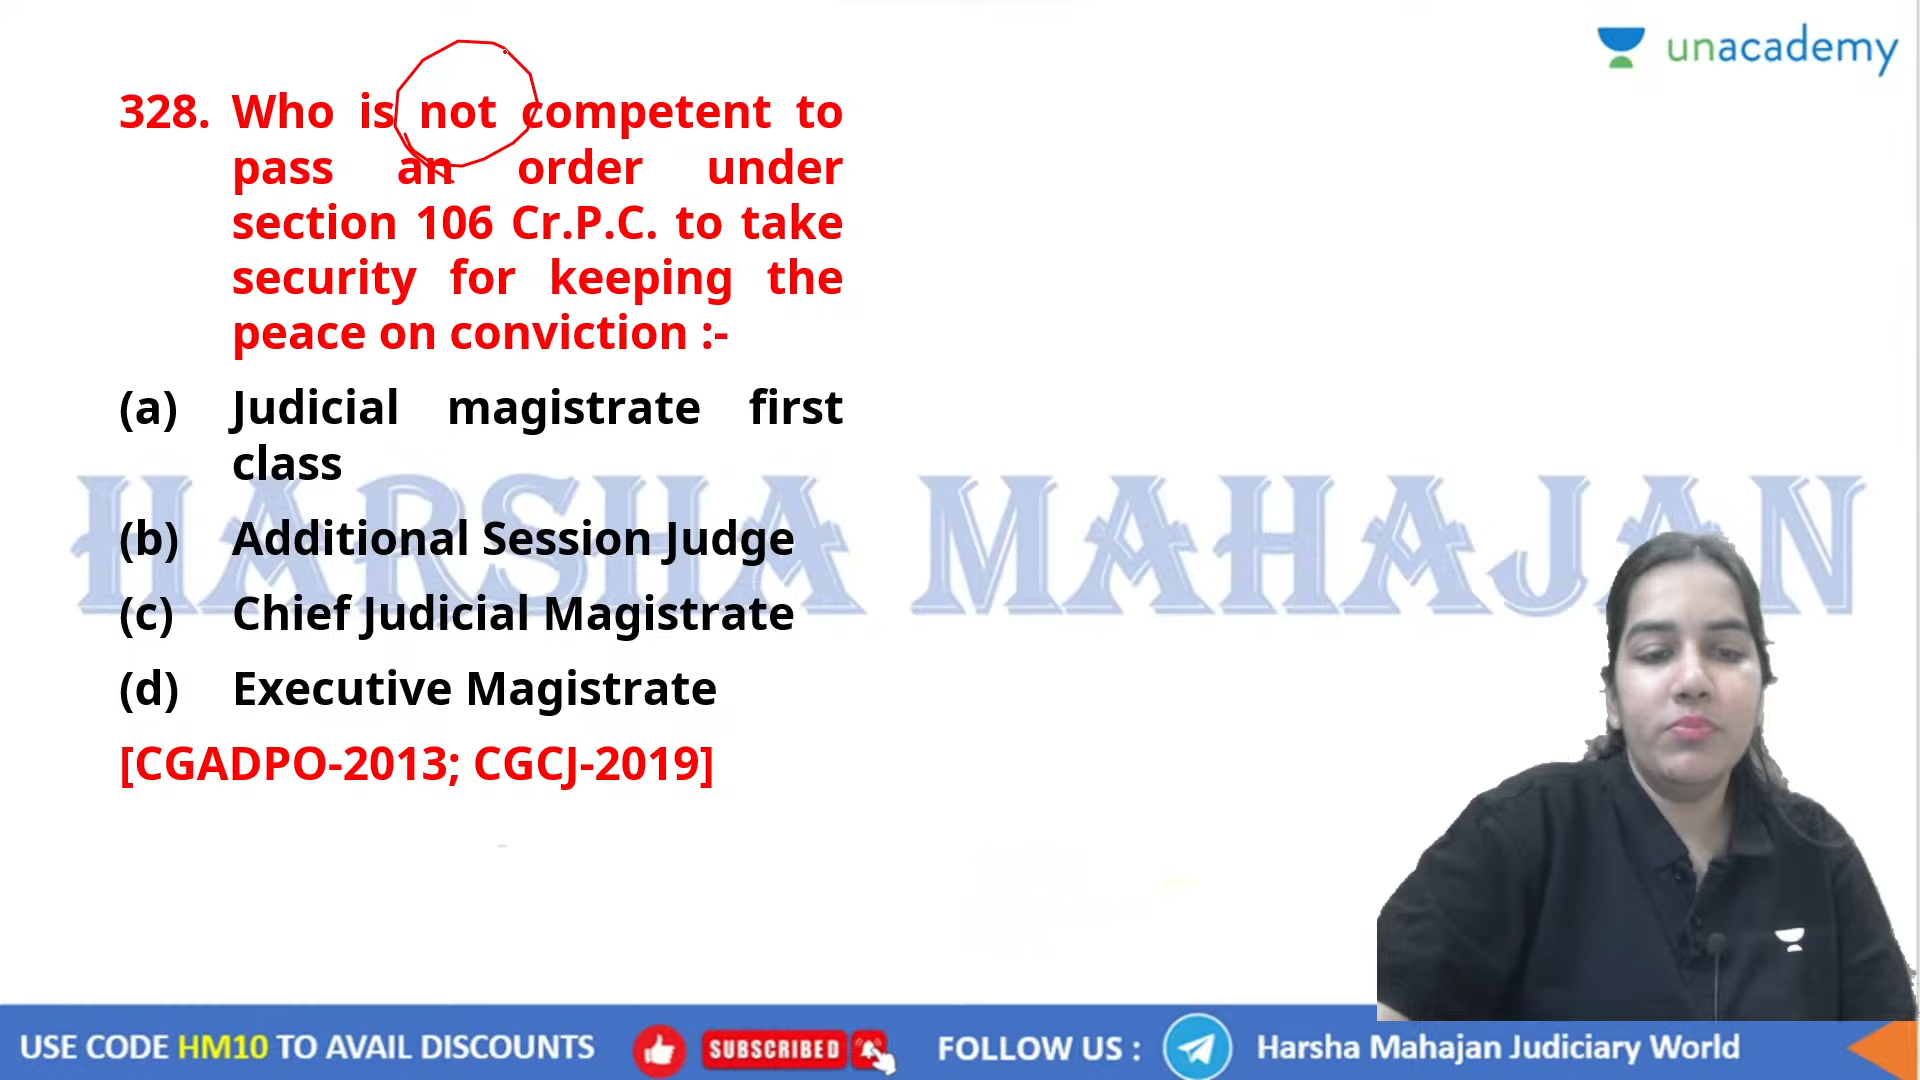 unacademy
328. Who is not competent to
pass an order under
section 106 Cr.P.C. to take
security for keeping the
peace on conviction :-
(a) Judicial magistrate first
class
(b) Additional Session Judge
(c) Chief Judicial Magistrate
(d) Executive Magistrate
[CGADPO-2013; CGCJ-2019]
HARSHA MAHAJAN
USE CODE HM10 TO AVAIL DISCOUNTS
SUBSCRIBED
FOLLOW US :
Harsha Mahajan Judiciary World